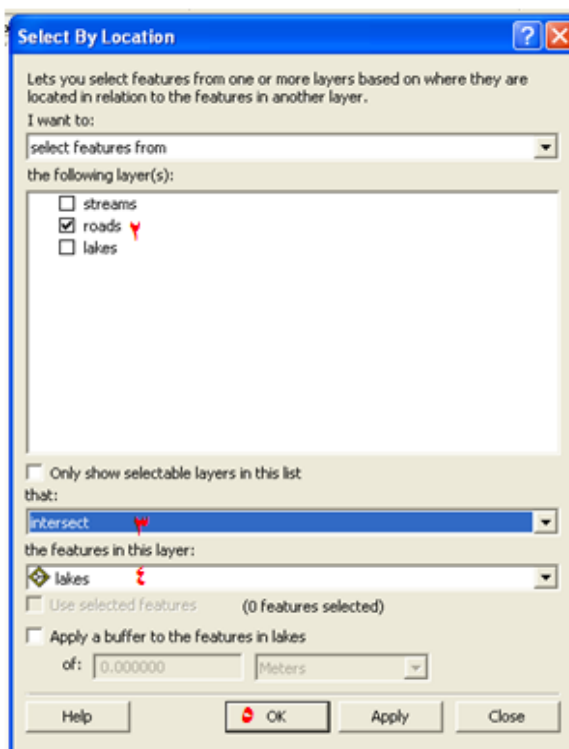 Select By Location
Lets you select features from one or more layers based on where they are
located in relation to the features in another layer.
I want to:
select features from
the following layer(s):
streams
roads ٢
lakes
Only show selectable layers in this list
that:
intersect ٣
the features in this layer:
lakes ٤
Use selected features (0 features selected)
Apply a buffer to the features in lakes
of: 0.000000 Meters
Help ٥ OK Apply Close